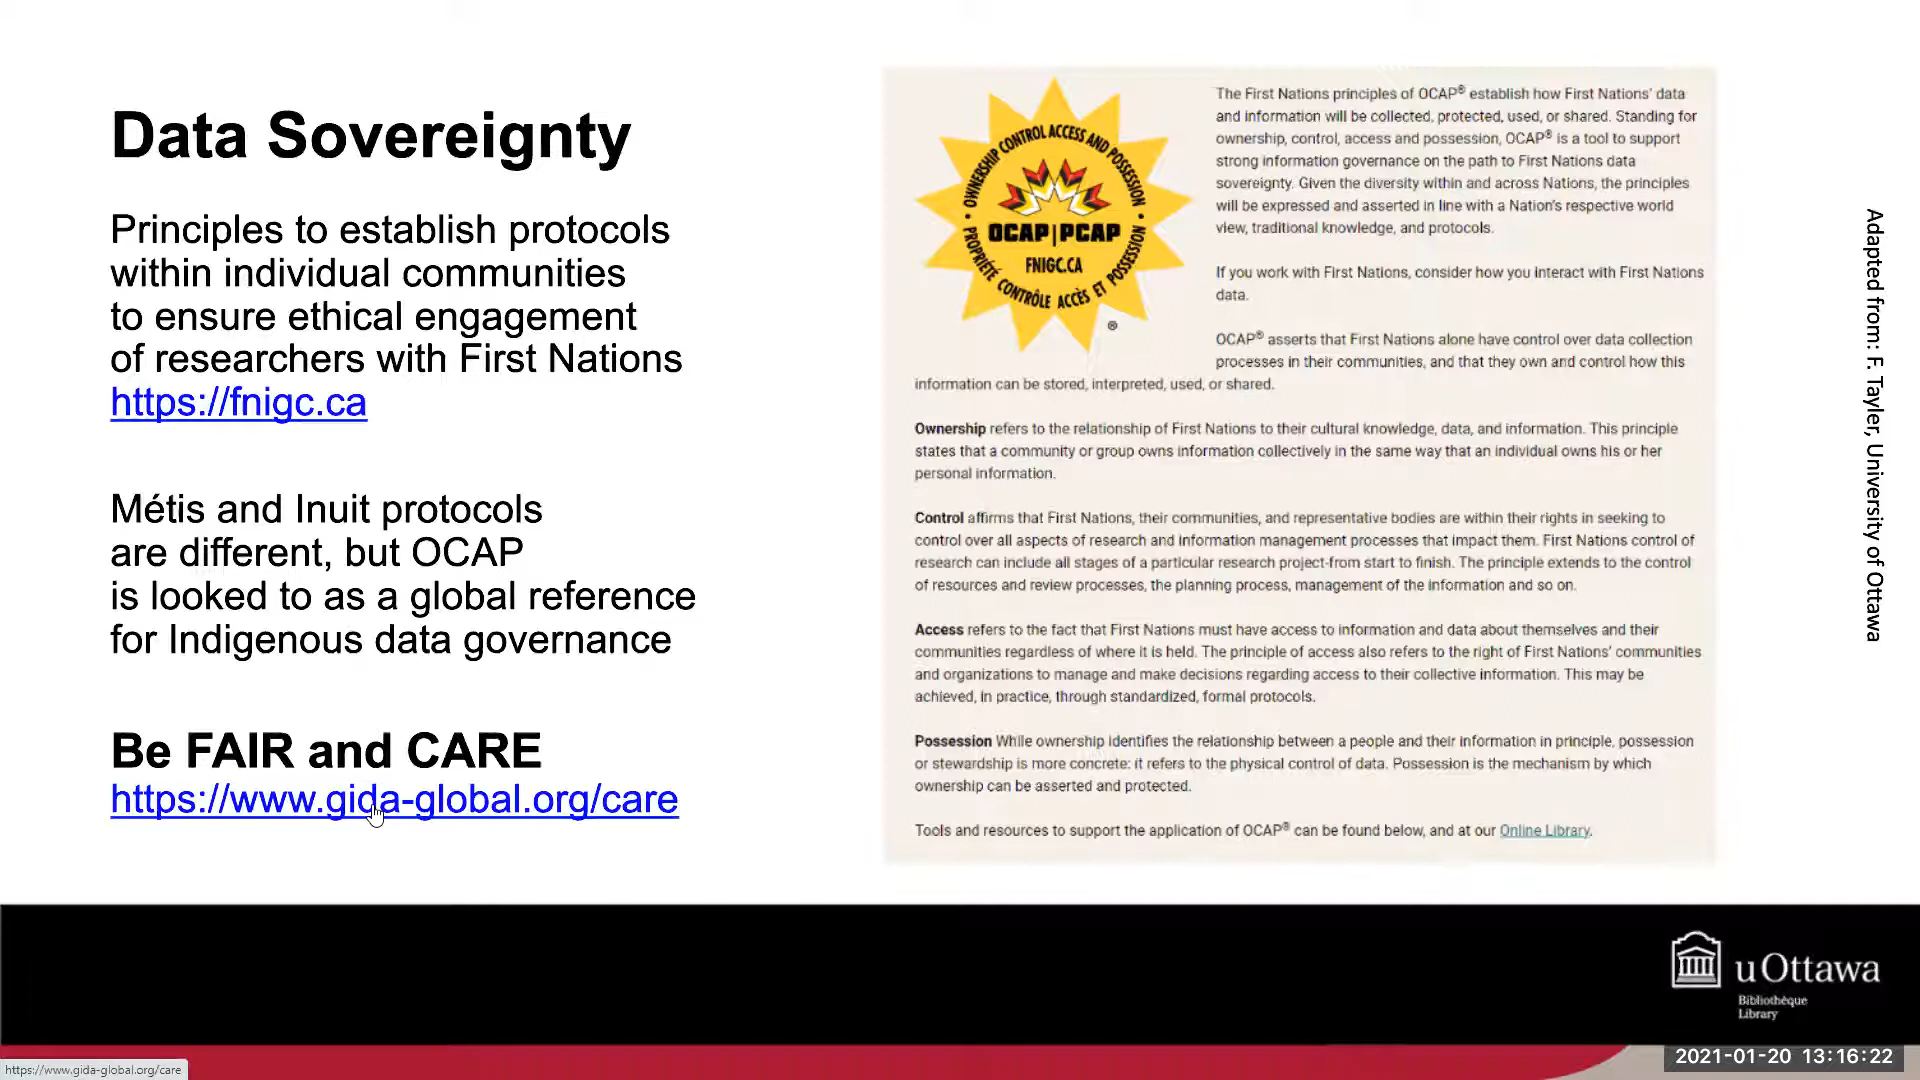 Data Sovereignty
Principles to establish protocols
within individual communities
to ensure ethical engagement
of researchers with First Nations
https://fnigc.ca
Métis and Inuit protocols
are different, but OCAP
is looked to as a global reference
for Indigenous data governance
Be FAIR and CARE
https://www.gida-global.org/care
• OWNERSHIP CONTROL ACCESS AND POSSESSION •
OCAP|PCAP
FNIGC.CA
PROPRIÉTÉ CONTRÔLE ACCÈS ET POSSESSION
®
The First Nations principles of OCAP® establish how First Nations' data
and information will be collected, protected, used, or shared. Standing for
ownership, control, access and possession, OCAP® is a tool to support
strong information governance on the path to First Nations data
sovereignty. Given the diversity within and across Nations, the principles
will be expressed and asserted in line with a Nation's respective world
view, traditional knowledge, and protocols.
If you work with First Nations, consider how you interact with First Nations
data.
OCAP® asserts that First Nations alone have control over data collection
processes in their communities, and that they own and control how this
information can be stored, interpreted, used, or shared.
Ownership refers to the relationship of First Nations to their cultural knowledge, data, and information. This principle
states that a community or group owns information collectively in the same way that an individual owns his or her
personal information.
Control affirms that First Nations, their communities, and representative bodies are within their rights in seeking to
control over all aspects of research and information management processes that impact them. First Nations control of
research can include all stages of a particular research project-from start to finish. The principle extends to the control
of resources and review processes, the planning process, management of the information and so on.
Access refers to the fact that First Nations must have access to information and data about themselves and their
communities regardless of where it is held. The principle of access also refers to the right of First Nations' communities
and organizations to manage and make decisions regarding access to their collective information. This may be
achieved, in practice, through standardized, formal protocols.
Possession While ownership identifies the relationship between a people and their information in principle, possession
or stewardship is more concrete: it refers to the physical control of data. Possession is the mechanism by which
ownership can be asserted and protected.
Tools and resources to support the application of OCAP® can be found below, and at our Online Library.
Adapted from: F. Tayler, University of Ottawa
uOttawa
Bibliothèque
Library
https://www.gida-global.org/care
2021-01-20 13:16:22